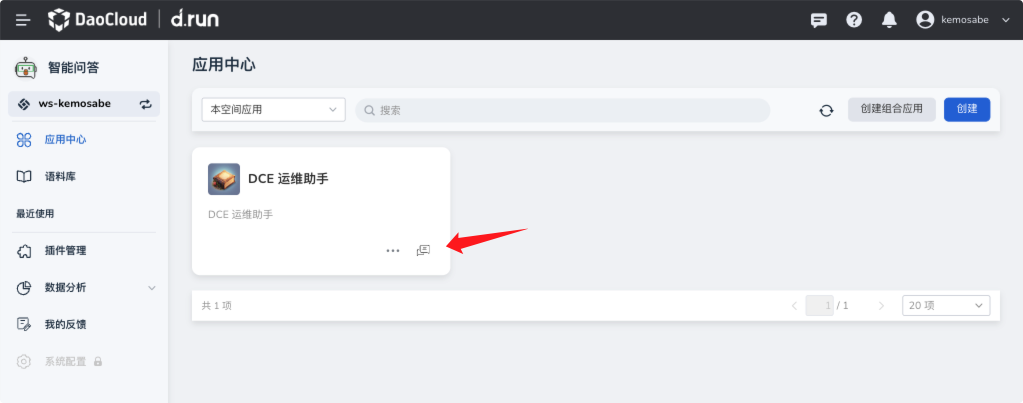 DaoCloud | d.run
kemosabe
智能问答
ws-kemosabe
应用中心
语料库
最近使用
插件管理
数据分析
我的反馈
系统配置
应用中心
本空间应用
搜索
创建组合应用
创建
DCE 运维助手
DCE 运维助手
共 1 项
1 / 1
20 项